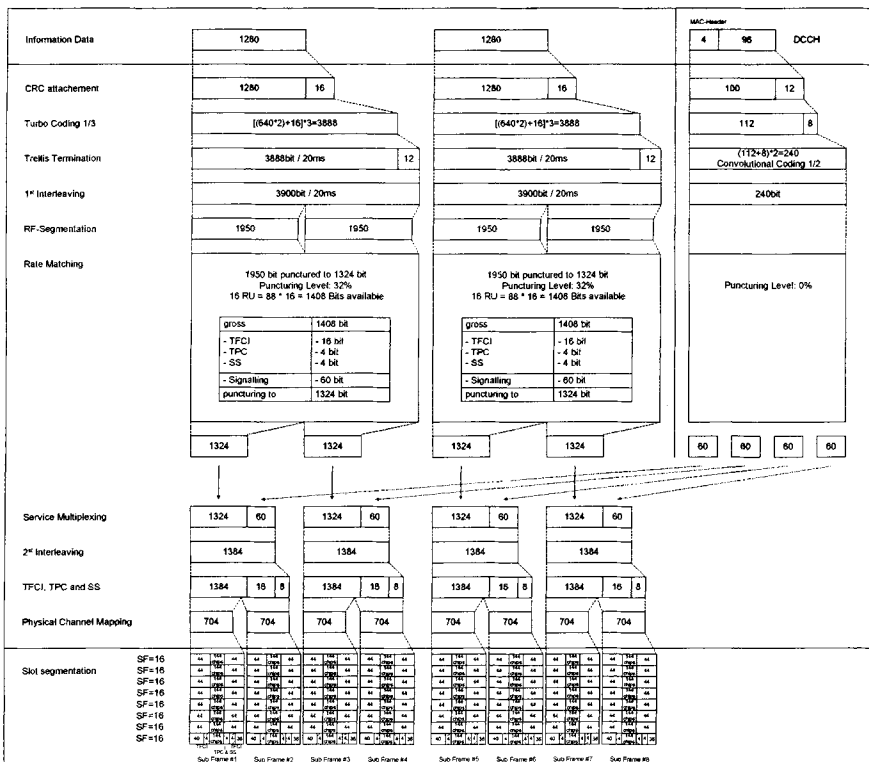 MAC-Header
Information Data 1280 1280 4 96 DCCH
CRC attachement 1280 16 1280 16 100 12
Turbo Coding 1/3 [(640*2)+16]*3=3888 [(640*2)+16]*3=3888 112 8
Trellis Termination 3888bit / 20ms 12 3888bit / 20ms 12 (112+8)*2=240
Convolutional Coding 1/2
1st Interleaving 3900bit / 20ms 3900bit / 20ms 240bit
RF-Segmentation 1950 1950 1950 1950
Rate Matching
1950 bit punctured to 1324 bit 1950 bit punctured to 1324 bit
Puncturing Level: 32% Puncturing Level: 32% Puncturing Level: 0%
16 RU = 88 * 16 = 1408 Bits available 16 RU = 88 * 16 = 1408 Bits available
gross 1408 bit gross 1408 bit
- TFCI - 16 bit - TFCI - 16 bit
- TPC - 4 bit - TPC - 4 bit
- SS - 4 bit - SS - 4 bit
- Signalling - 60 bit - Signalling - 60 bit
puncturing to 1324 bit puncturing to 1324 bit
1324 1324 1324 1324 60 60 60 60
Service Multiplexing 1324 60 1324 60 1324 60 1324 60
2nd Interleaving 1384 1384 1384 1384
TFCI, TPC and SS 1384 16 8 1384 16 8 1384 16 8 1384 16 8
Physical Channel Mapping 704 704 704 704 704 704 704 704
Slot segmentation
SF=16
SF=16
SF=16
SF=16
SF=16
SF=16
SF=16
SF=16
TPC & SS
Sub Frame #1 Sub Frame #2 Sub Frame #3 Sub Frame #4 Sub Frame #5 Sub Frame #6 Sub Frame #7 Sub Frame #8